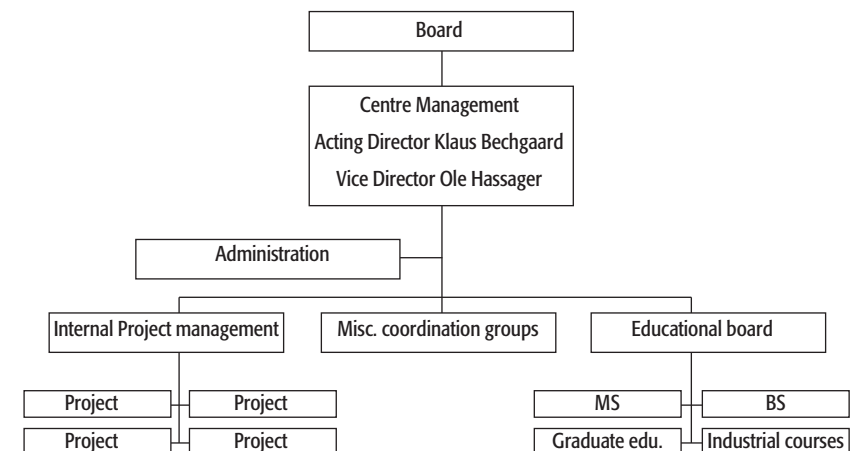 Board
Centre Management
Acting Director Klaus Bechgaard
Vice Director Ole Hassager
Administration
Internal Project management
Misc. coordination groups
Educational board
Project
Project
MS
BS
Project
Project
Graduate edu.
Industrial courses